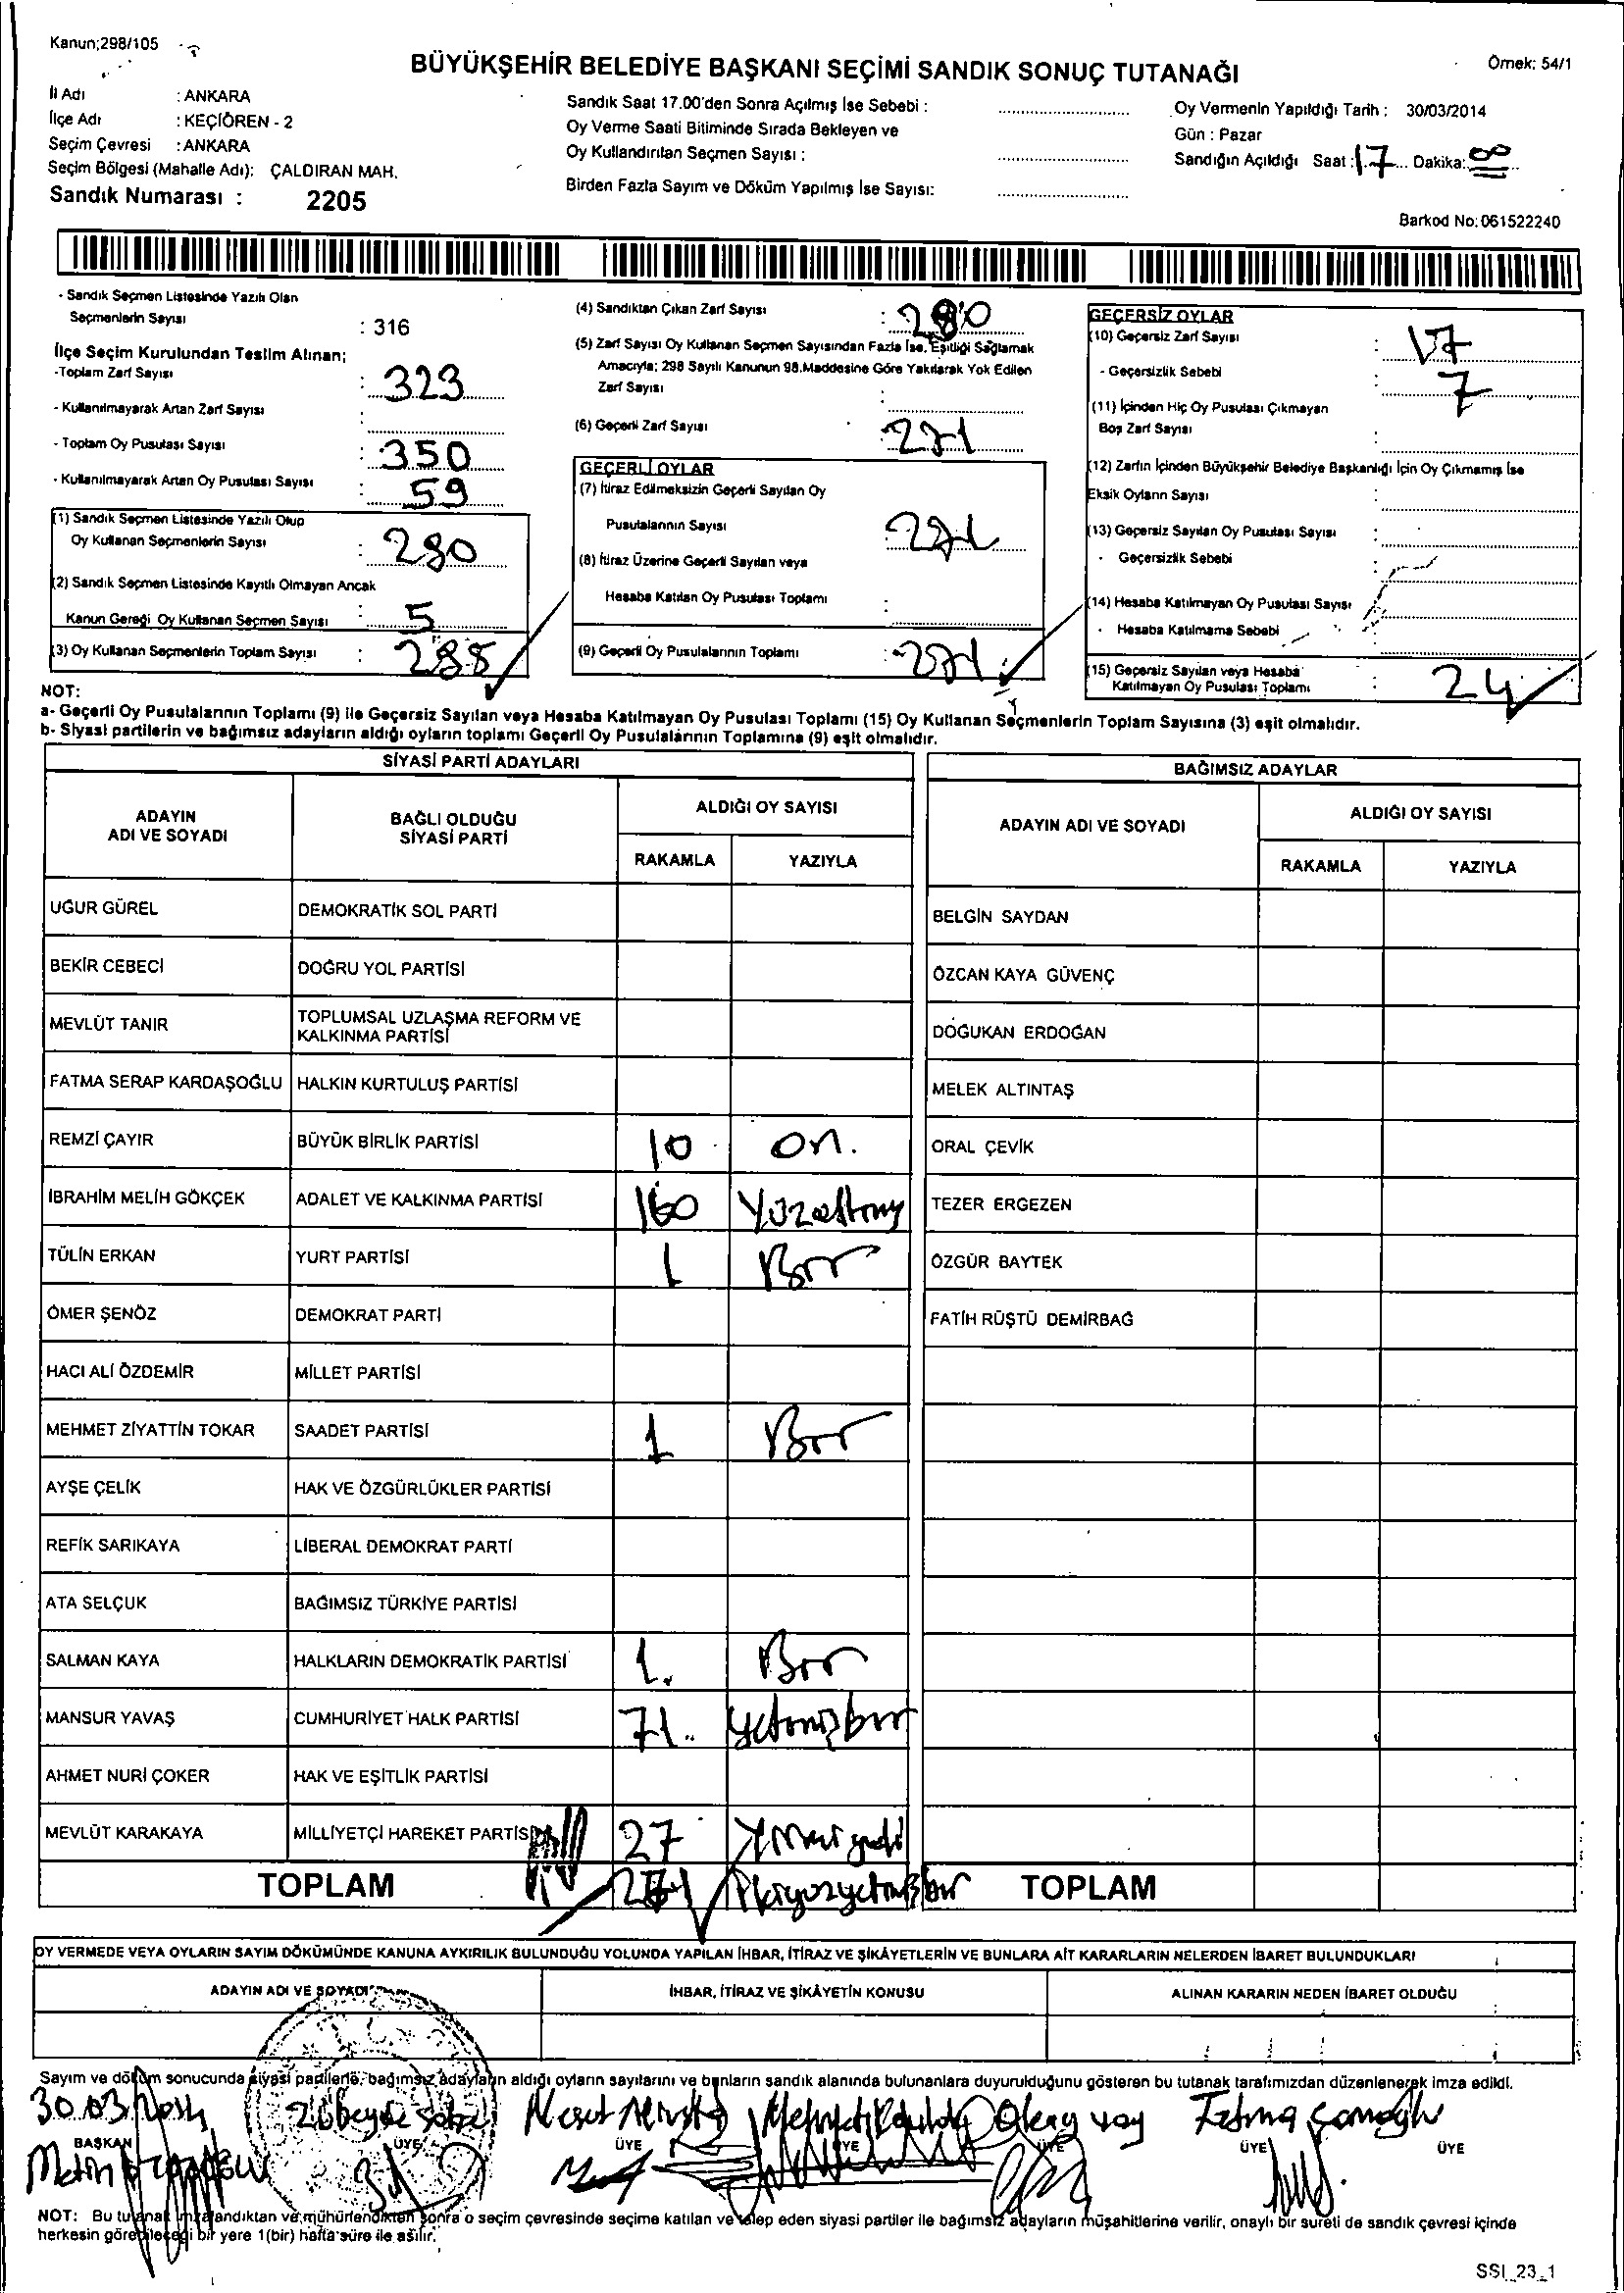 Kanun;298/105
BÜYÜKŞEHİR BELEDİYE BAŞKANI SEÇİMİ SANDIK SONUÇ TUTANAĞI
Örnek: 54/1
İl Adı : ANKARA
İlçe Adı : KEÇİÖREN - 2
Seçim Çevresi : ANKARA
Seçim Bölgesi (Mahalle Adı): ÇALDIRAN MAH.
Sandık Numarası : 2205
Sandık Saat 17.00'den Sonra Açılmış İse Sebebi :
Oy Verme Saati Bitiminde Sırada Bekleyen ve
Oy Kullandırılan Seçmen Sayısı :
Birden Fazla Sayım ve Döküm Yapılmış İse Sayısı:
Oy Vermenin Yapıldığı Tarih : 30/03/2014
Gün : Pazar
Sandığın Açıldığı Saat : 17 Dakika: 00
Barkod No: 061522240
- Sandık Seçmen Listesinde Yazılı Olan
Seçmenlerin Sayısı : 316
İlçe Seçim Kurulundan Teslim Alınan;
-Toplam Zarf Sayısı : 323
- Kullanılmayarak Artan Zarf Sayısı :
- Toplam Oy Pusulası Sayısı : 350
- Kullanılmayarak Artan Oy Pusulası Sayısı : 59
(1) Sandık Seçmen Listesinde Yazılı Olup
Oy Kullanan Seçmenlerin Sayısı : 280
(2) Sandık Seçmen Listesinde Kayıtlı Olmayan Ancak
Kanun Gereği Oy Kullanan Seçmen Sayısı : 5
(3) Oy Kullanan Seçmenlerin Toplam Sayısı : 285
(4) Sandıktan Çıkan Zarf Sayısı : 280
(5) Zarf Sayısı Oy Kullanan Seçmen Sayısından Fazla İse, Eşitliği Sağlamak
Amacıyla; 298 Sayılı Kanunun 98.Maddesine Göre Yakılarak Yok Edilen
Zarf Sayısı :
(6) Geçerli Zarf Sayısı : 271
GEÇERLİ OYLAR
(7) İtiraz Edilmeksizin Geçerli Sayılan Oy
Pusulalarının Sayısı : 271
(8) İtiraz Üzerine Geçerli Sayılan veya
Hesaba Katılan Oy Pusulası Toplamı :
(9) Geçerli Oy Pusulalarının Toplamı : 271
GEÇERSİZ OYLAR
(10) Geçersiz Zarf Sayısı : 17
- Geçersizlik Sebebi : 7
(11) İçinden Hiç Oy Pusulası Çıkmayan
Boş Zarf Sayısı :
(12) Zarfın İçinden Büyükşehir Belediye Başkanlığı İçin Oy Çıkmamış İse
Eksik Oyların Sayısı :
(13) Geçersiz Sayılan Oy Pusulası Sayısı :
- Geçersizlik Sebebi :
(14) Hesaba Katılmayan Oy Pusulası Sayısı :
- Hesaba Katılmama Sebebi
(15) Geçersiz Sayılan veya Hesaba
Katılmayan Oy Pusulası Toplamı : 24
NOT:
a- Geçerli Oy Pusulalarının Toplamı (9) ile Geçersiz Sayılan veya Hesaba Katılmayan Oy Pusulası Toplamı (15) Oy Kullanan Seçmenlerin Toplam Sayısına (3) eşit olmalıdır.
b- Siyasi partilerin ve bağımsız adayların aldığı oyların toplamı Geçerli Oy Pusulalarının Toplamına (9) eşit olmalıdır.
SİYASİ PARTİ ADAYLARI
ADAYIN ADI VE SOYADI
BAĞLI OLDUĞU SİYASİ PARTİ
ALDIĞI OY SAYISI
RAKAMLA YAZIYLA
UĞUR GÜREL DEMOKRATİK SOL PARTİ
BEKİR CEBECİ DOĞRU YOL PARTİSİ
MEVLÜT TANIR TOPLUMSAL UZLAŞMA REFORM VE
KALKINMA PARTİSİ
FATMA SERAP KARDAŞOĞLU HALKIN KURTULUŞ PARTİSİ
REMZİ ÇAYIR BÜYÜK BİRLİK PARTİSİ 10 on.
İBRAHİM MELİH GÖKÇEK ADALET VE KALKINMA PARTİSİ 160 Yüzaltmış
TÜLİN ERKAN YURT PARTİSİ 1 Bir
ÖMER ŞENÖZ DEMOKRAT PARTİ
HACI ALİ ÖZDEMİR MİLLET PARTİSİ
MEHMET ZİYATTİN TOKAR SAADET PARTİSİ 1 Bir
AYŞE ÇELİK HAK VE ÖZGÜRLÜKLER PARTİSİ
REFİK SARIKAYA LİBERAL DEMOKRAT PARTİ
ATA SELÇUK BAĞIMSIZ TÜRKİYE PARTİSİ
SALMAN KAYA HALKLARIN DEMOKRATİK PARTİSİ 1. Bir
MANSUR YAVAŞ CUMHURİYET HALK PARTİSİ 71. yetmişbir
AHMET NURİ ÇOKER HAK VE EŞİTLİK PARTİSİ
MEVLÜT KARAKAYA MİLLİYETÇİ HAREKET PARTİSİ 27 Yirmi yedi
TOPLAM 271 ikiyüzyetmişbir
BAĞIMSIZ ADAYLAR
ADAYIN ADI VE SOYADI
ALDIĞI OY SAYISI
RAKAMLA YAZIYLA
BELGİN SAYDAN
ÖZCAN KAYA GÜVENÇ
DOĞUKAN ERDOĞAN
MELEK ALTINTAŞ
ORAL ÇEVİK
TEZER ERGEZEN
ÖZGÜR BAYTEK
FATİH RÜŞTÜ DEMİRBAĞ
TOPLAM
OY VERMEDE VEYA OYLARIN SAYIM DÖKÜMÜNDE KANUNA AYKIRILIK BULUNDUĞU YOLUNDA YAPILAN İHBAR, İTİRAZ VE ŞİKÂYETLERİN VE BUNLARA AİT KARARLARIN NELERDEN İBARET BULUNDUKLARI
ADAYIN ADI VE SOYADI İHBAR, İTİRAZ VE ŞİKÂYETİN KONUSU ALINAN KARARIN NEDEN İBARET OLDUĞU
Sayım ve döküm sonucunda siyasi partilerle, bağımsız adayların aldığı oyların sayılarını ve bunların sandık alanında bulunanlara duyurulduğunu gösteren bu tutanak tarafımızdan düzenlenerek imza edildi.
30.03.2014
BAŞKAN ÜYE ÜYE ÜYE ÜYE ÜYE ÜYE
Metin
NOT: Bu tutanak imzalandıktan ve mühürlendikten sonra o seçim çevresinde seçime katılan ve talep eden siyasi partiler ile bağımsız adayların müşahitlerine verilir, onaylı bir sureti de sandık çevresi içinde
herkesin görebileceği bir yere 1(bir) hafta süre ile asılır.
SSI_23_1